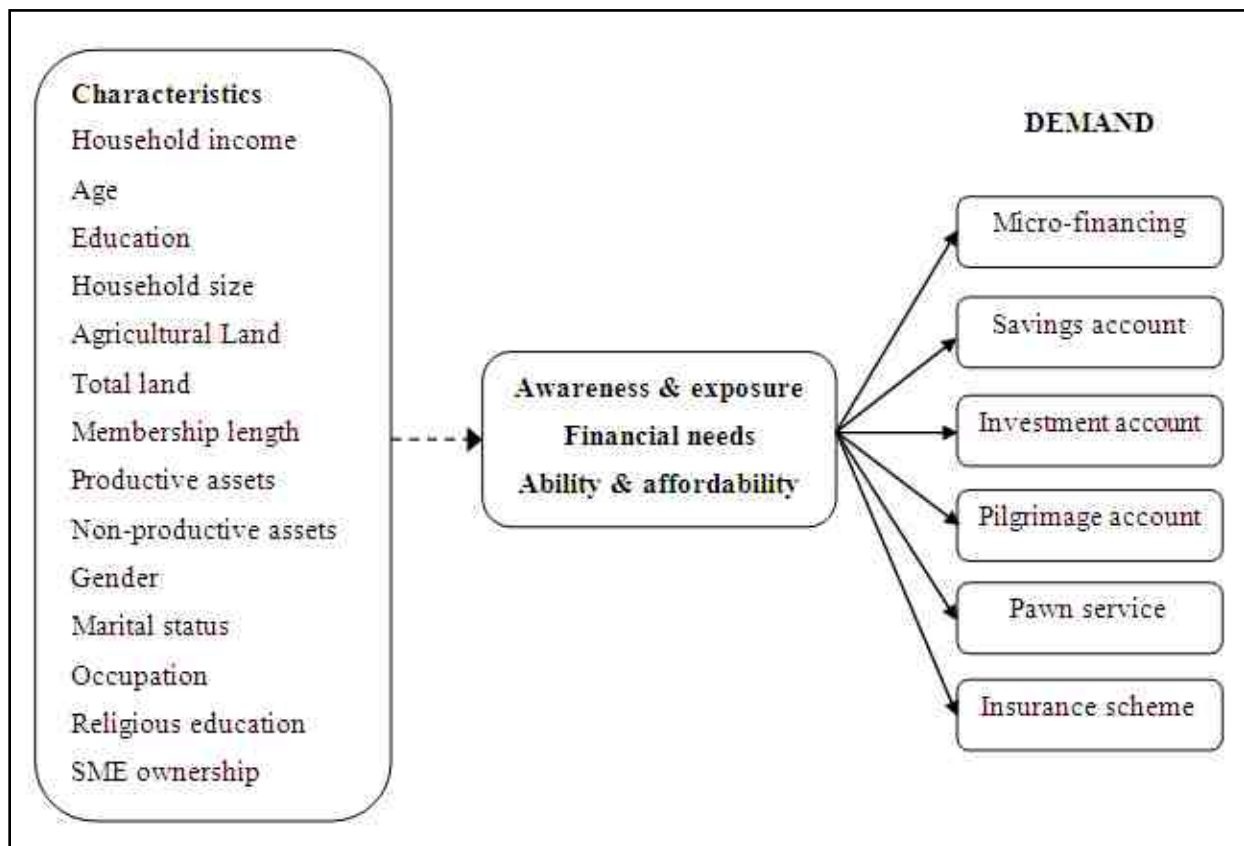 Characteristics
Household income
Age
Education
Household size
Agricultural Land
Total land
Membership length
Productive assets
Non-productive assets
Gender
Marital status
Occupation
Religious education
SME ownership
Awareness & exposure
Financial needs
Ability & affordability
DEMAND
Micro-financing
Savings account
Investment account
Pilgrimage account
Pawn service
Insurance scheme